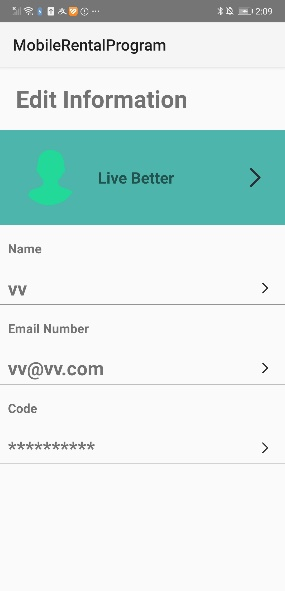 2:09
MobileRentalProgram
Edit Information
Live Better
Name
vv
Email Number
vv@vv.com
Code
**********